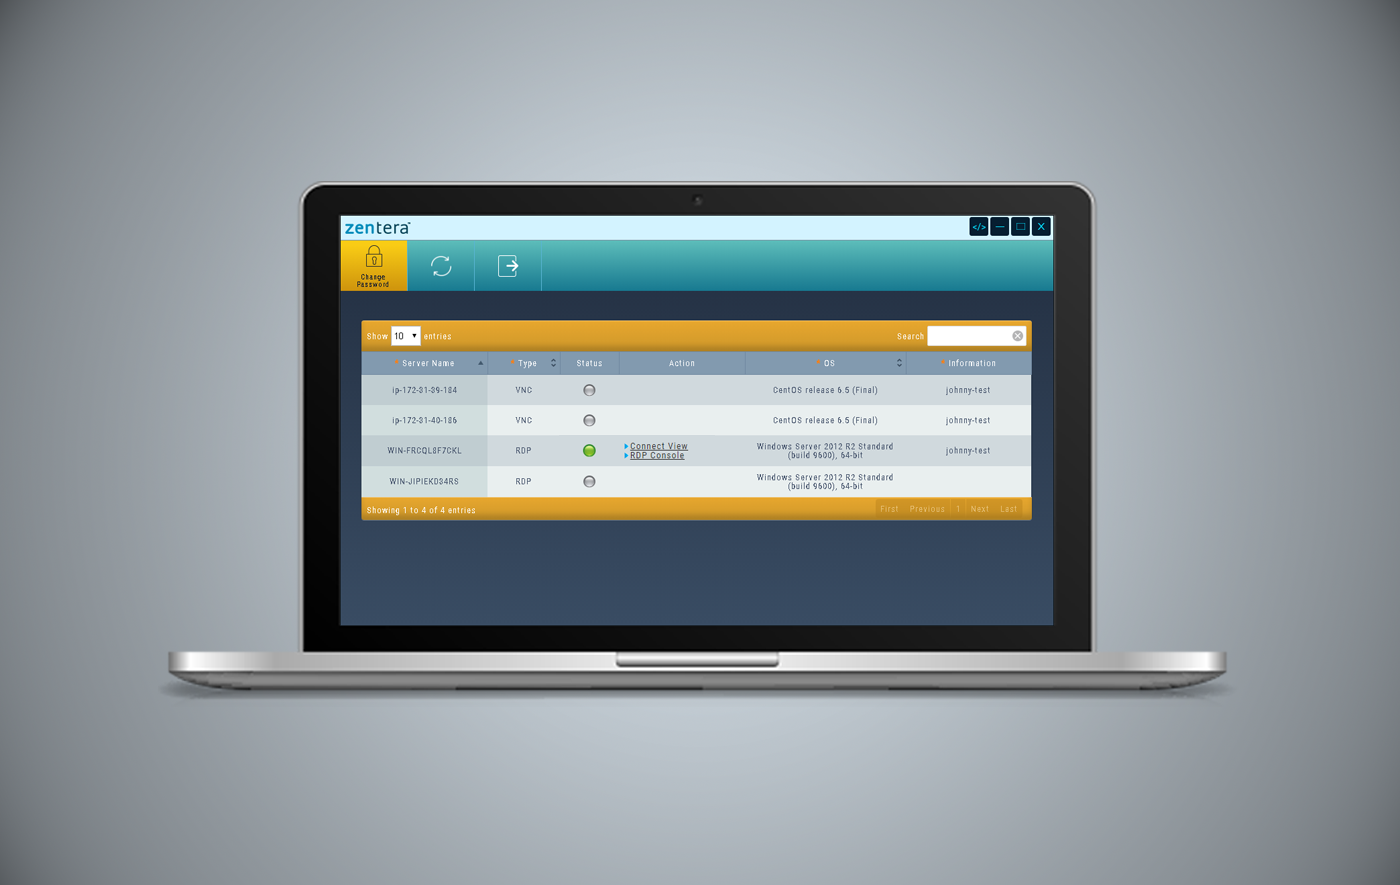 zentera™
</>
Change
Password
Show 10 entries
Search
Server Name Type Status Action OS Information
ip-172-31-39-184 VNC CentOS release 6.5 (Final) johnny-test
ip-172-31-40-186 VNC CentOS release 6.5 (Final) johnny-test
WIN-FRCQL8F7CKL RDP Connect View Windows Server 2012 R2 Standard johnny-test
RDP Console (build 9600), 64-bit
WIN-JIPIEKD34RS RDP Windows Server 2012 R2 Standard
(build 9600), 64-bit
Showing 1 to 4 of 4 entries First Previous 1 Next Last